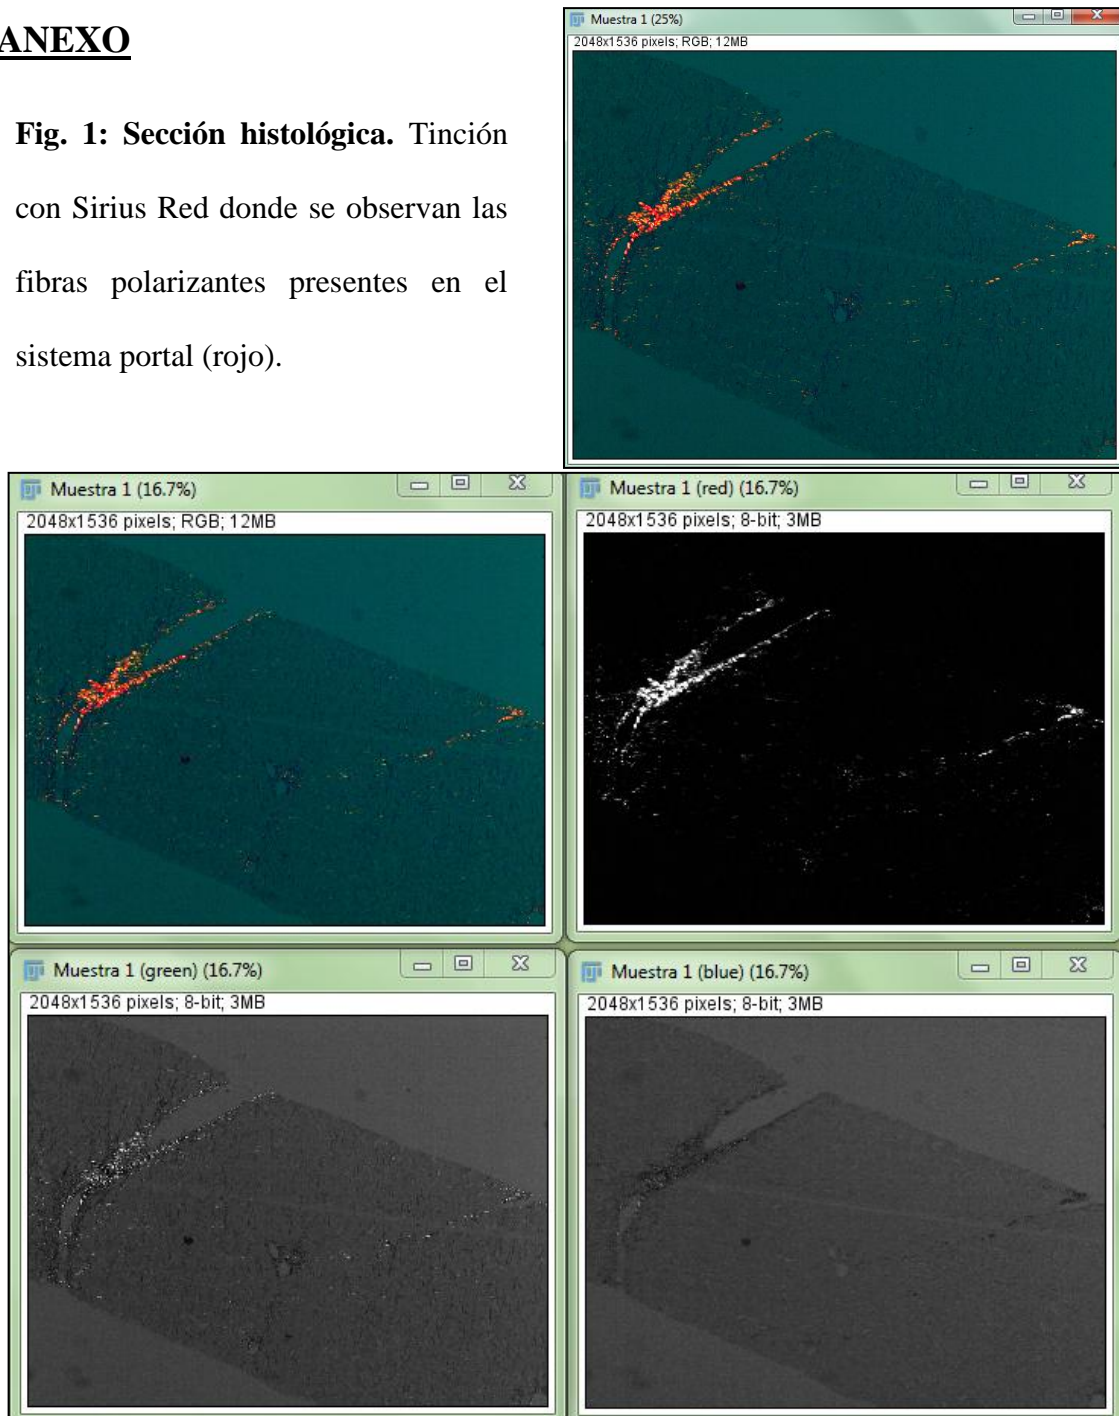 ANEXO
Muestra 1 (25%)
2048x1536 pixels; RGB; 12MB
Fig. 1: Sección histológica. Tinción
con Sirius Red donde se observan las
fibras polarizantes presentes en el
sistema portal (rojo).
Muestra 1 (16.7%)
2048x1536 pixels; RGB; 12MB
Muestra 1 (red) (16.7%)
2048x1536 pixels; 8-bit; 3MB
Muestra 1 (green) (16.7%)
2048x1536 pixels; 8-bit; 3MB
Muestra 1 (blue) (16.7%)
2048x1536 pixels; 8-bit; 3MB